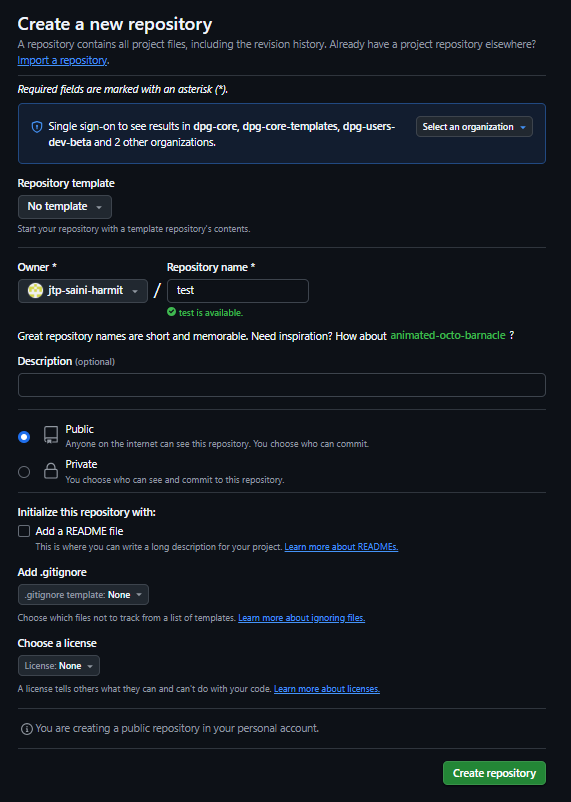 Create a new repository
A repository contains all project files, including the revision history. Already have a project repository elsewhere?
Import a repository.
Required fields are marked with an asterisk (*).
Single sign-on to see results in dpg-core, dpg-core-templates, dpg-users-
dev-beta and 2 other organizations.
Select an organization
Repository template
No template
Start your repository with a template repository's contents.
Owner * Repository name *
jtp-saini-harmit / test
test is available.
Great repository names are short and memorable. Need inspiration? How about animated-octo-barnacle ?
Description (optional)
Public
Anyone on the internet can see this repository. You choose who can commit.
Private
You choose who can see and commit to this repository.
Initialize this repository with:
Add a README file
This is where you can write a long description for your project. Learn more about READMEs.
Add .gitignore
.gitignore template: None
Choose which files not to track from a list of templates. Learn more about ignoring files.
Choose a license
License: None
A license tells others what they can and can't do with your code. Learn more about licenses.
You are creating a public repository in your personal account.
Create repository